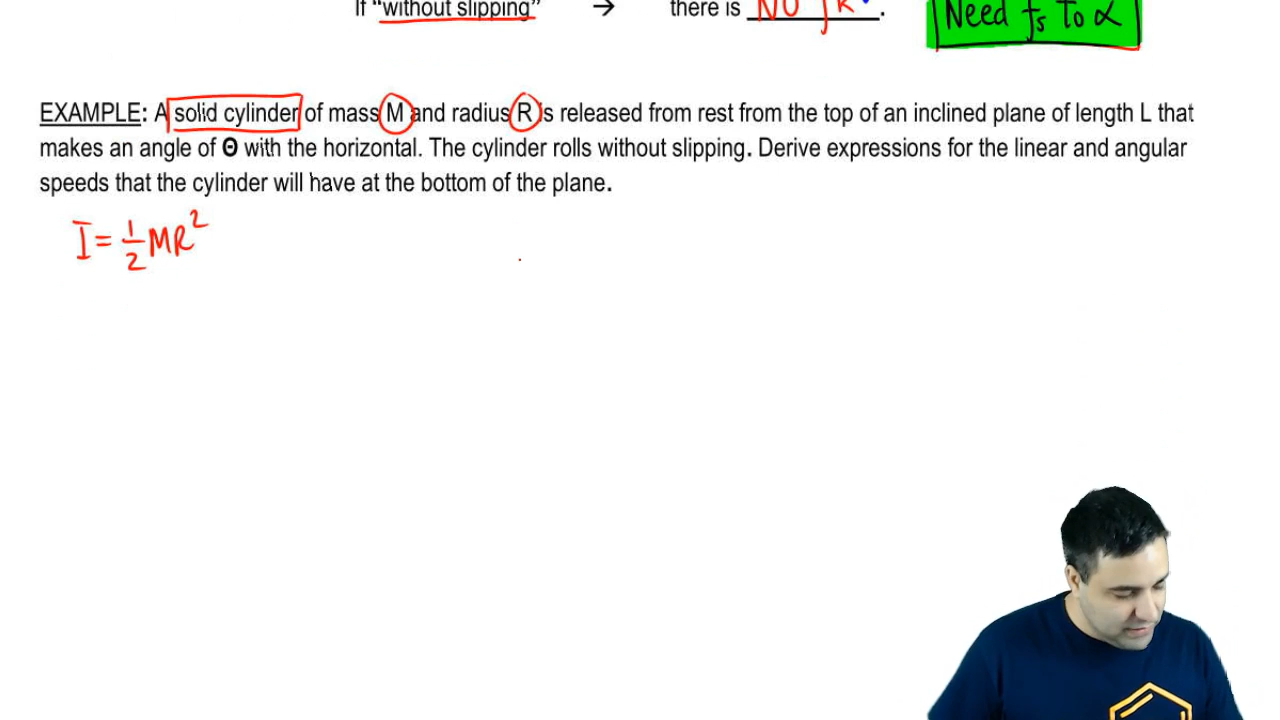 If "without slipping" → there is NO fk. Need fs To α
EXAMPLE: A solid cylinder of mass M and radius R is released from rest from the top of an inclined plane of length L that
makes an angle of Θ with the horizontal. The cylinder rolls without slipping. Derive expressions for the linear and angular
speeds that the cylinder will have at the bottom of the plane.
I = 1/2 MR²